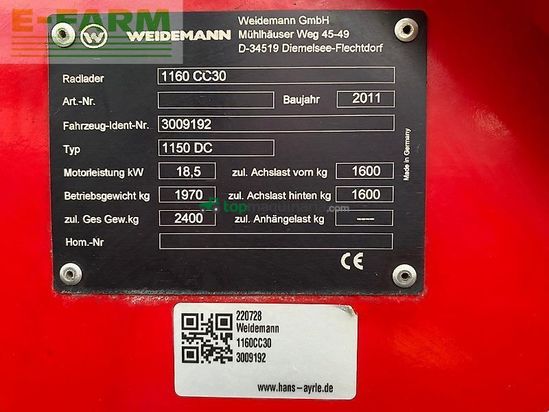 E-FARM
WEIDEMANN
Weidemann GmbH
Mühlhäuser Weg 45-49
D-34519 Diemelsee-Flechtdorf
Radlader 1160 CC30
Art.-Nr. Baujahr 2011
Fahrzeug-Ident-Nr. 3009192
Typ 1150 DC
Motorleistung kW 18,5 zul. Achslast vorn kg 1600
Betriebsgewicht kg 1970 zul. Achslast hinten kg 1600
zul. Ges Gew.kg 2400 zul. Anhängelast kg ----
Hom.-Nr
Made in Germany
CE
topmaquinaria.com
220728
Weidemann
1160CC30
3009192
www.hans-ayrle.de